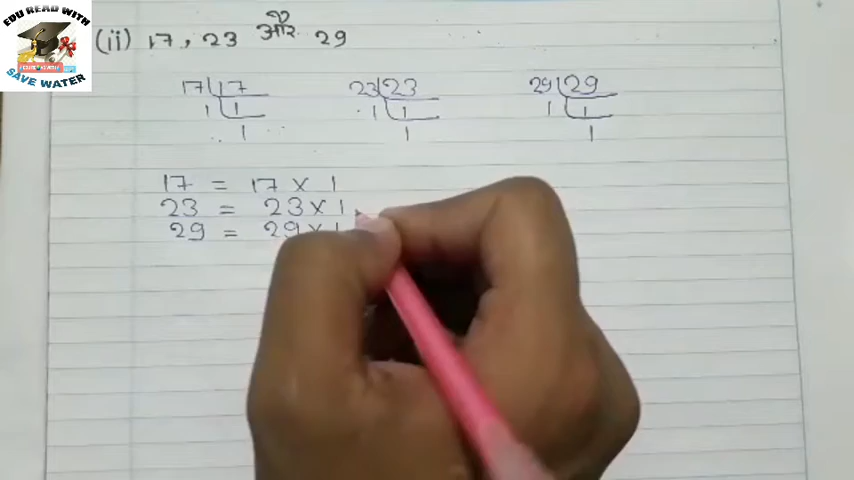 EDU READ WITH
SAVE WATER
(ii) 17, 23 और 29
17 17 23 23 29 29
1 1 1 1 1 1
1 1 1
17 = 17 × 1
23 = 23 × 1
29 = 29 × 1